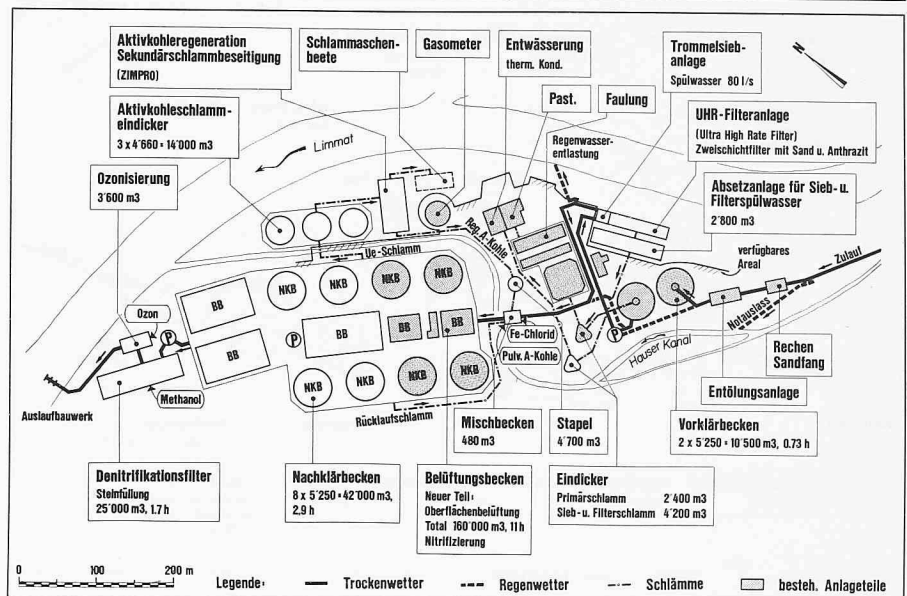 Aktivkohleregeneration
Sekundärschlammbeseitigung
(ZIMPRO)
Schlammaschen-
beete
Gasometer
Entwässerung
therm. Kond.
Trommelsieb-
anlage
Spülwasser 80 l/s
N
Aktivkohleschlamm-
eindicker
3 x 4'660 = 14'000 m3
Past.
Faulung
UHR-Filteranlage
(Ultra High Rate Filter)
Zweischichtfilter mit Sand u. Anthrazit
Limmat
Regenwasser-
entlastung
Ozonisierung
3'600 m3
Absetzanlage für Sieb- u.
Filterspülwasser
2'800 m3
Ue-Schlamm
Reg. A-Kohle
verfügbares
Areal
Zulauf
BB
NKB
NKB
NKB
NKB
Ozon
P
BB
P
BB
BB
BB
Fe-Chlorid
Pulv. A-Kohle
P
Hauser Kanal
Notauslass
Rechen
Sandfang
Methanol
Auslaufbauwerk
NKB
NKB
NKB
NKB
Rücklaufschlamm
Entölungsanlage
Mischbecken
480 m3
Stapel
4'700 m3
Vorklärbecken
2 x 5'250 = 10'500 m3, 0.73 h
Denitrifikationsfilter
Steinfüllung
25'000 m3, 1.7 h
Nachklärbecken
8 x 5'250 = 42'000 m3,
2,9 h
Belüftungsbecken
Neuer Teil:
Oberflächenbelüftung
Total 160'000 m3, 11 h
Nitrifizierung
Eindicker
Primärschlamm 2'400 m3
Sieb- u. Filterschlamm 4'200 m3
0 100 200 m
Legende: Trockenwetter Regenwetter Schlämme besteh. Anlageteile